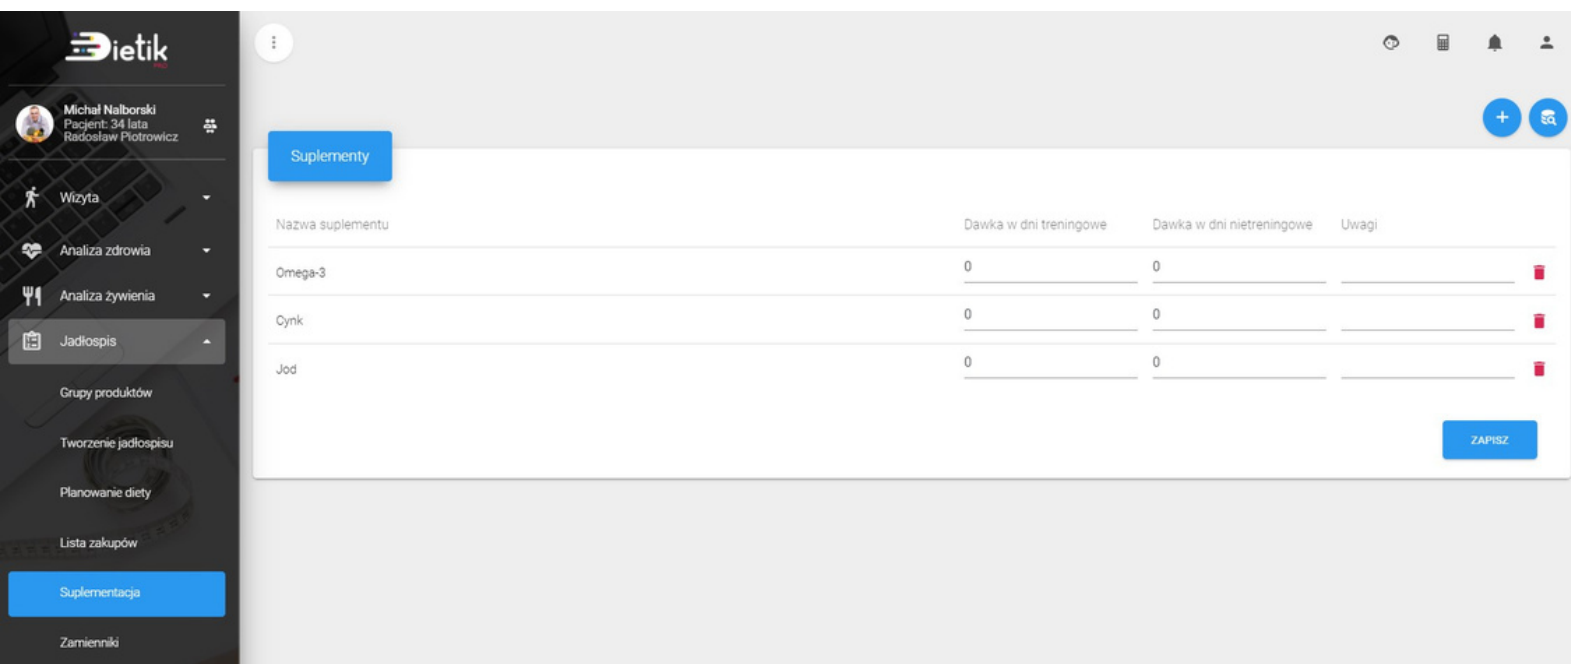 Dietik
PRO
Michał Nalborski
Pacjent: 34 lata
Radosław Piotrowicz
Wizyta
Analiza zdrowia
Analiza żywienia
Jadłospis
Grupy produktów
Tworzenie jadłospisu
Planowanie diety
Lista zakupów
Suplementacja
Zamienniki
Suplementy
Nazwa suplementu Dawka w dni treningowe Dawka w dni nietreningowe Uwagi
Omega-3 0 0
Cynk 0 0
Jod 0 0
ZAPISZ